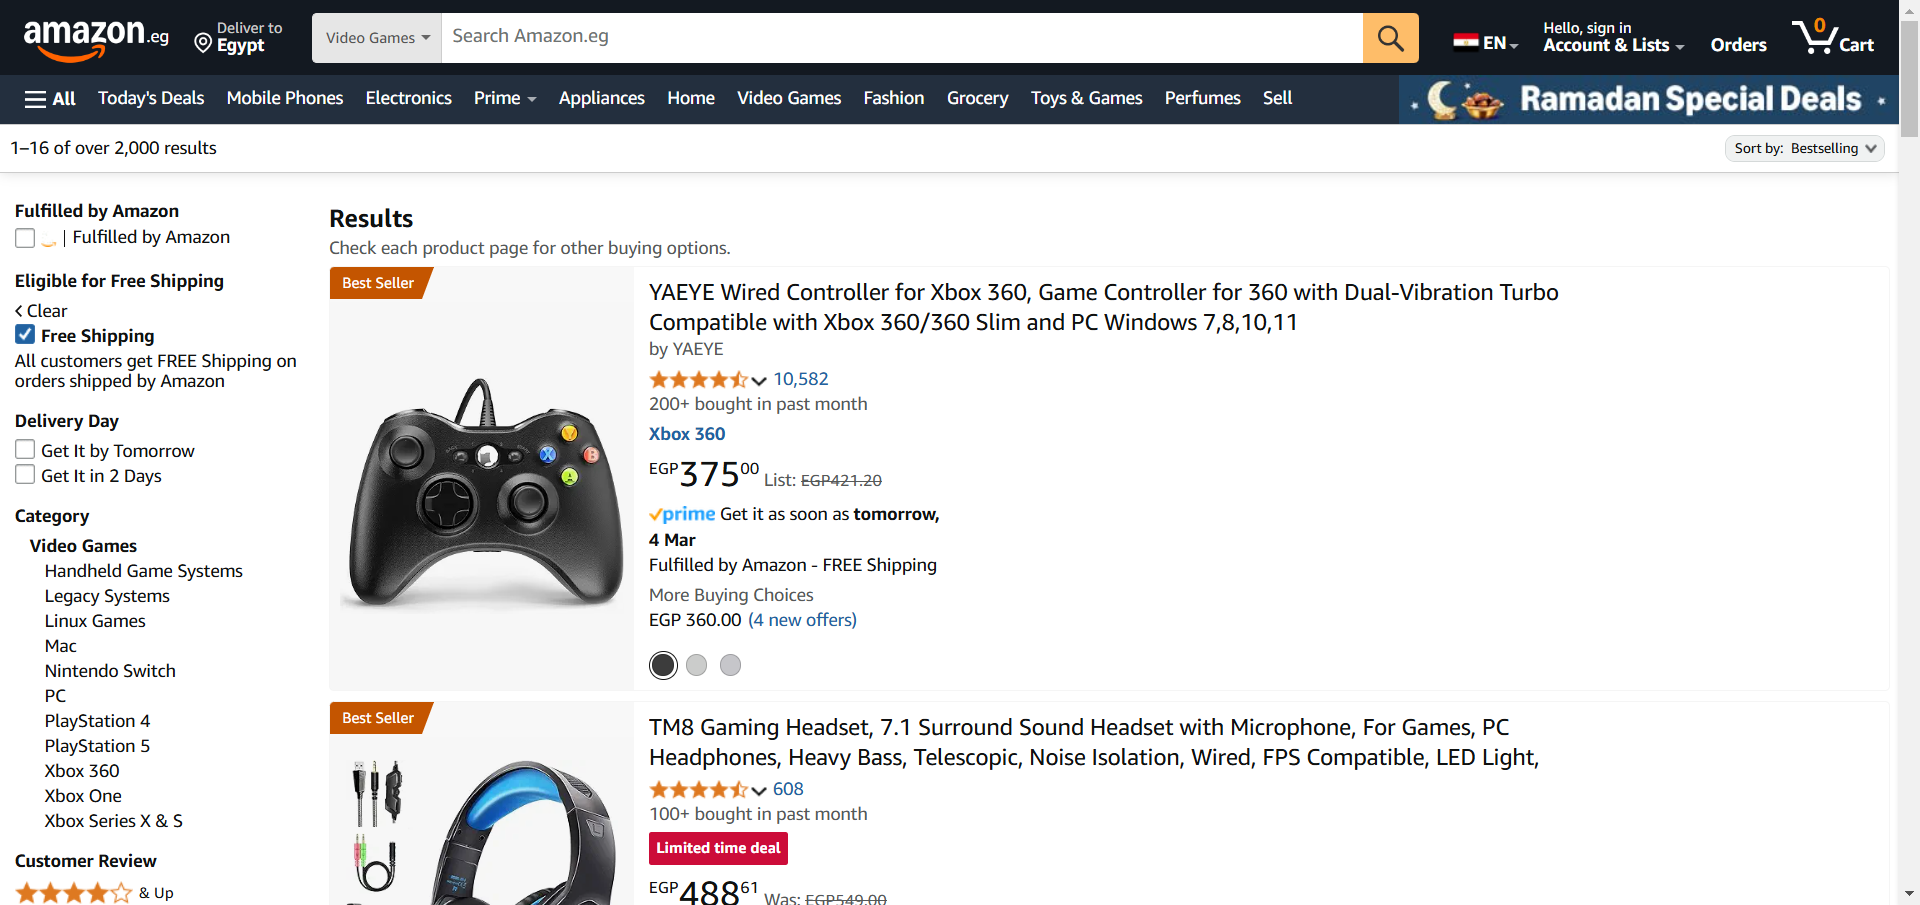 amazon.eg
Deliver to
Egypt
Video Games
Search Amazon.eg
EN
Hello, sign in
Account & Lists
Orders
0
Cart
All
Today's Deals
Mobile Phones
Electronics
Prime
Appliances
Home
Video Games
Fashion
Grocery
Toys & Games
Perfumes
Sell
Ramadan Special Deals
1–16 of over 2,000 results
Sort by: Bestselling
Fulfilled by Amazon
| Fulfilled by Amazon
Eligible for Free Shipping
Clear
Free Shipping
All customers get FREE Shipping on
orders shipped by Amazon
Delivery Day
Get It by Tomorrow
Get It in 2 Days
Category
Video Games
Handheld Game Systems
Legacy Systems
Linux Games
Mac
Nintendo Switch
PC
PlayStation 4
PlayStation 5
Xbox 360
Xbox One
Xbox Series X & S
Customer Review
& Up
Results
Check each product page for other buying options.
Best Seller
Y
X
B
A
YAEYE Wired Controller for Xbox 360, Game Controller for 360 with Dual-Vibration Turbo
Compatible with Xbox 360/360 Slim and PC Windows 7,8,10,11
by YAEYE
10,582
200+ bought in past month
Xbox 360
EGP 375 00 List: EGP421.20
prime Get it as soon as tomorrow,
4 Mar
Fulfilled by Amazon - FREE Shipping
More Buying Choices
EGP 360.00 (4 new offers)
Best Seller
TM8 Gaming Headset, 7.1 Surround Sound Headset with Microphone, For Games, PC
Headphones, Heavy Bass, Telescopic, Noise Isolation, Wired, FPS Compatible, LED Light,
608
100+ bought in past month
Limited time deal
EGP 488 61 Was: EGP549.00